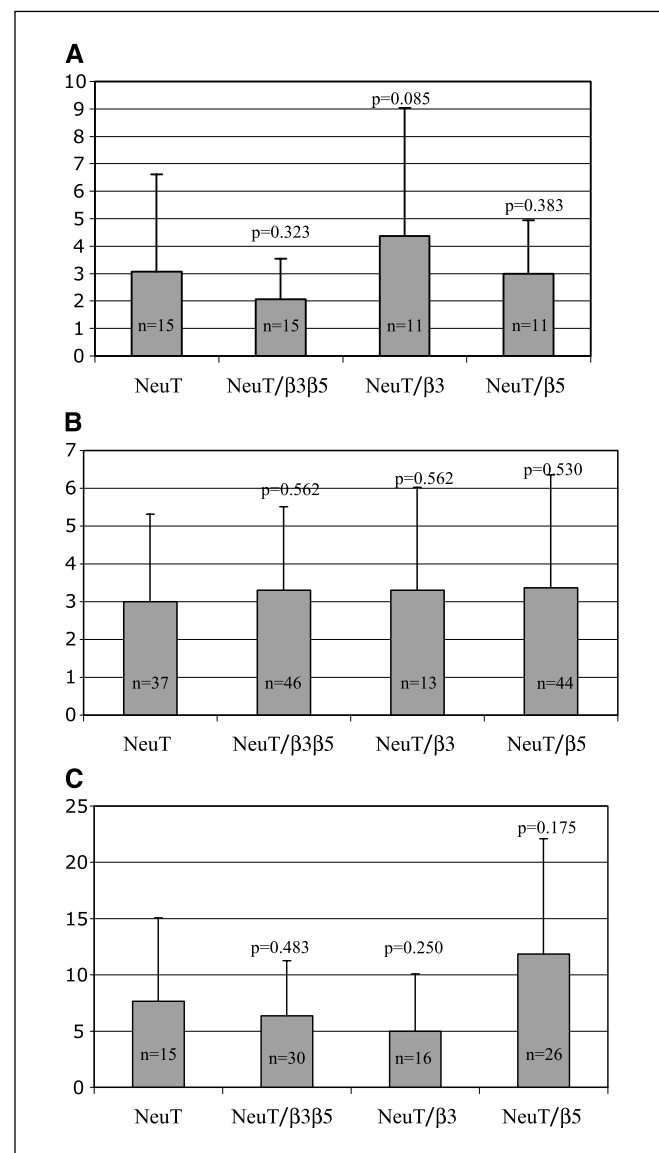 A
10
9
8
7
6
5
4
3
2
1
0
p=0.323
p=0.085
p=0.383
n=15
n=15
n=11
n=11
NeuT
NeuT/β3β5
NeuT/β3
NeuT/β5
B
7
6
5
4
3
2
1
0
p=0.562
p=0.562
p=0.530
n=37
n=46
n=13
n=44
NeuT
NeuT/β3β5
NeuT/β3
NeuT/β5
C
25
20
15
10
5
0
p=0.483
p=0.250
p=0.175
n=15
n=30
n=16
n=26
NeuT
NeuT/β3β5
NeuT/β3
NeuT/β5